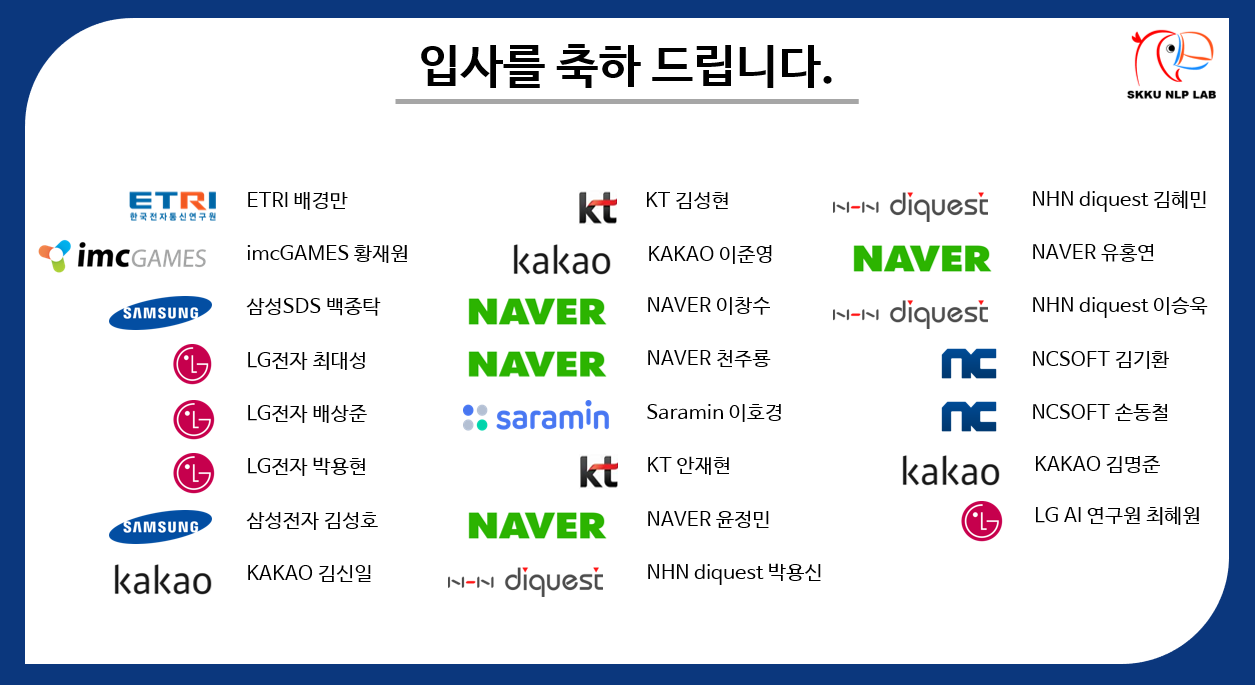 입사를 축하 드립니다.
SKKU NLP LAB
ETRI
한국전자통신연구원
ETRI 배경만
imcGAMES
imcGAMES 황재원
SAMSUNG
삼성SDS 백종탁
LG
LG전자 최대성
LG
LG전자 배상준
LG
LG전자 박용현
SAMSUNG
삼성전자 김성호
kakao
KAKAO 김신일
kt
KT 김성현
kakao
KAKAO 이준영
NAVER
NAVER 이창수
NAVER
NAVER 천주룡
saramin
Saramin 이호경
kt
KT 안재현
NAVER
NAVER 윤정민
NHN diquest
NHN diquest 박용신
NHN diquest
NHN diquest 김혜민
NAVER
NAVER 유홍연
NHN diquest
NHN diquest 이승욱
nc
NCSOFT 김기환
nc
NCSOFT 손동철
kakao
KAKAO 김명준
LG
LG AI 연구원 최혜원